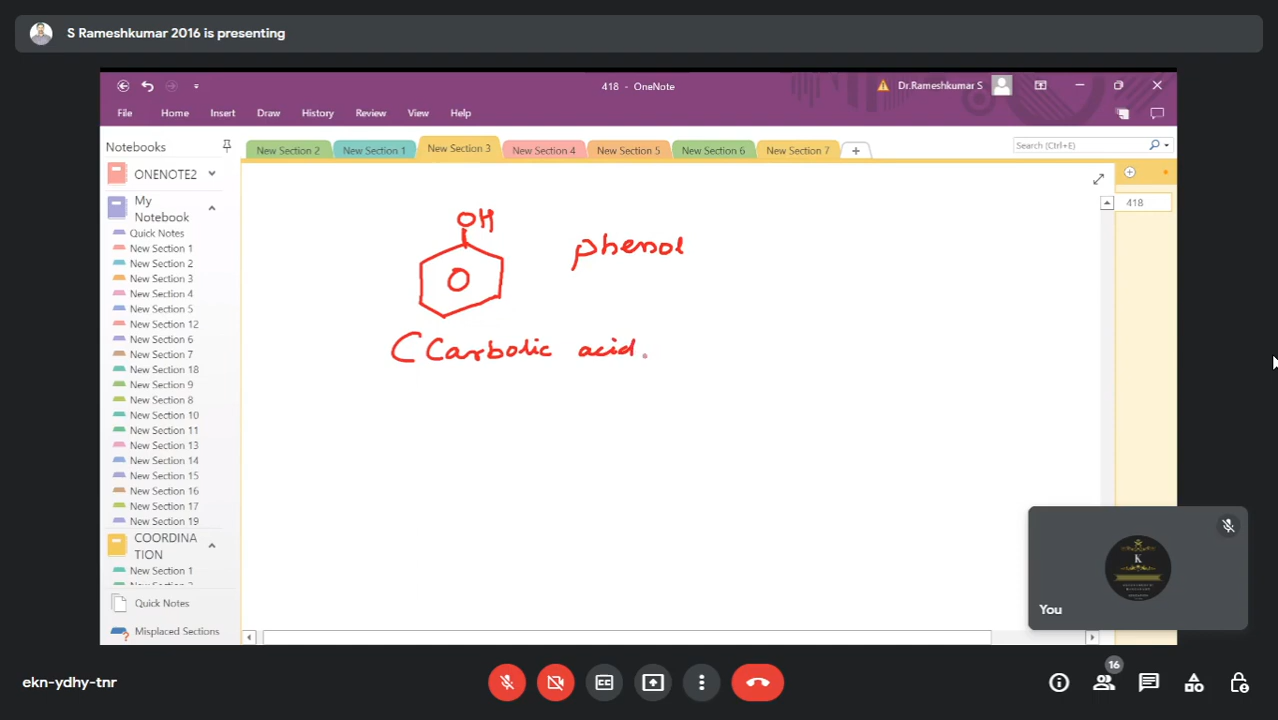 S Rameshkumar 2016 is presenting
418 - OneNote
Dr.Rameshkumar S
File Home Insert Draw History Review View Help
Notebooks
New Section 2 New Section 1 New Section 3 New Section 4 New Section 5 New Section 6 New Section 7
Search (Ctrl+E)
ONENOTE2
My
Notebook
Quick Notes
New Section 1
New Section 2
New Section 3
New Section 4
New Section 5
New Section 12
New Section 6
New Section 7
New Section 18
New Section 9
New Section 8
New Section 10
New Section 11
New Section 13
New Section 14
New Section 15
New Section 16
New Section 17
New Section 19
COORDINA
TION
New Section 1
Quick Notes
Misplaced Sections
418
OH
phenol
(Carbolic acid
K
You
ekn-ydhy-tnr
CC
16